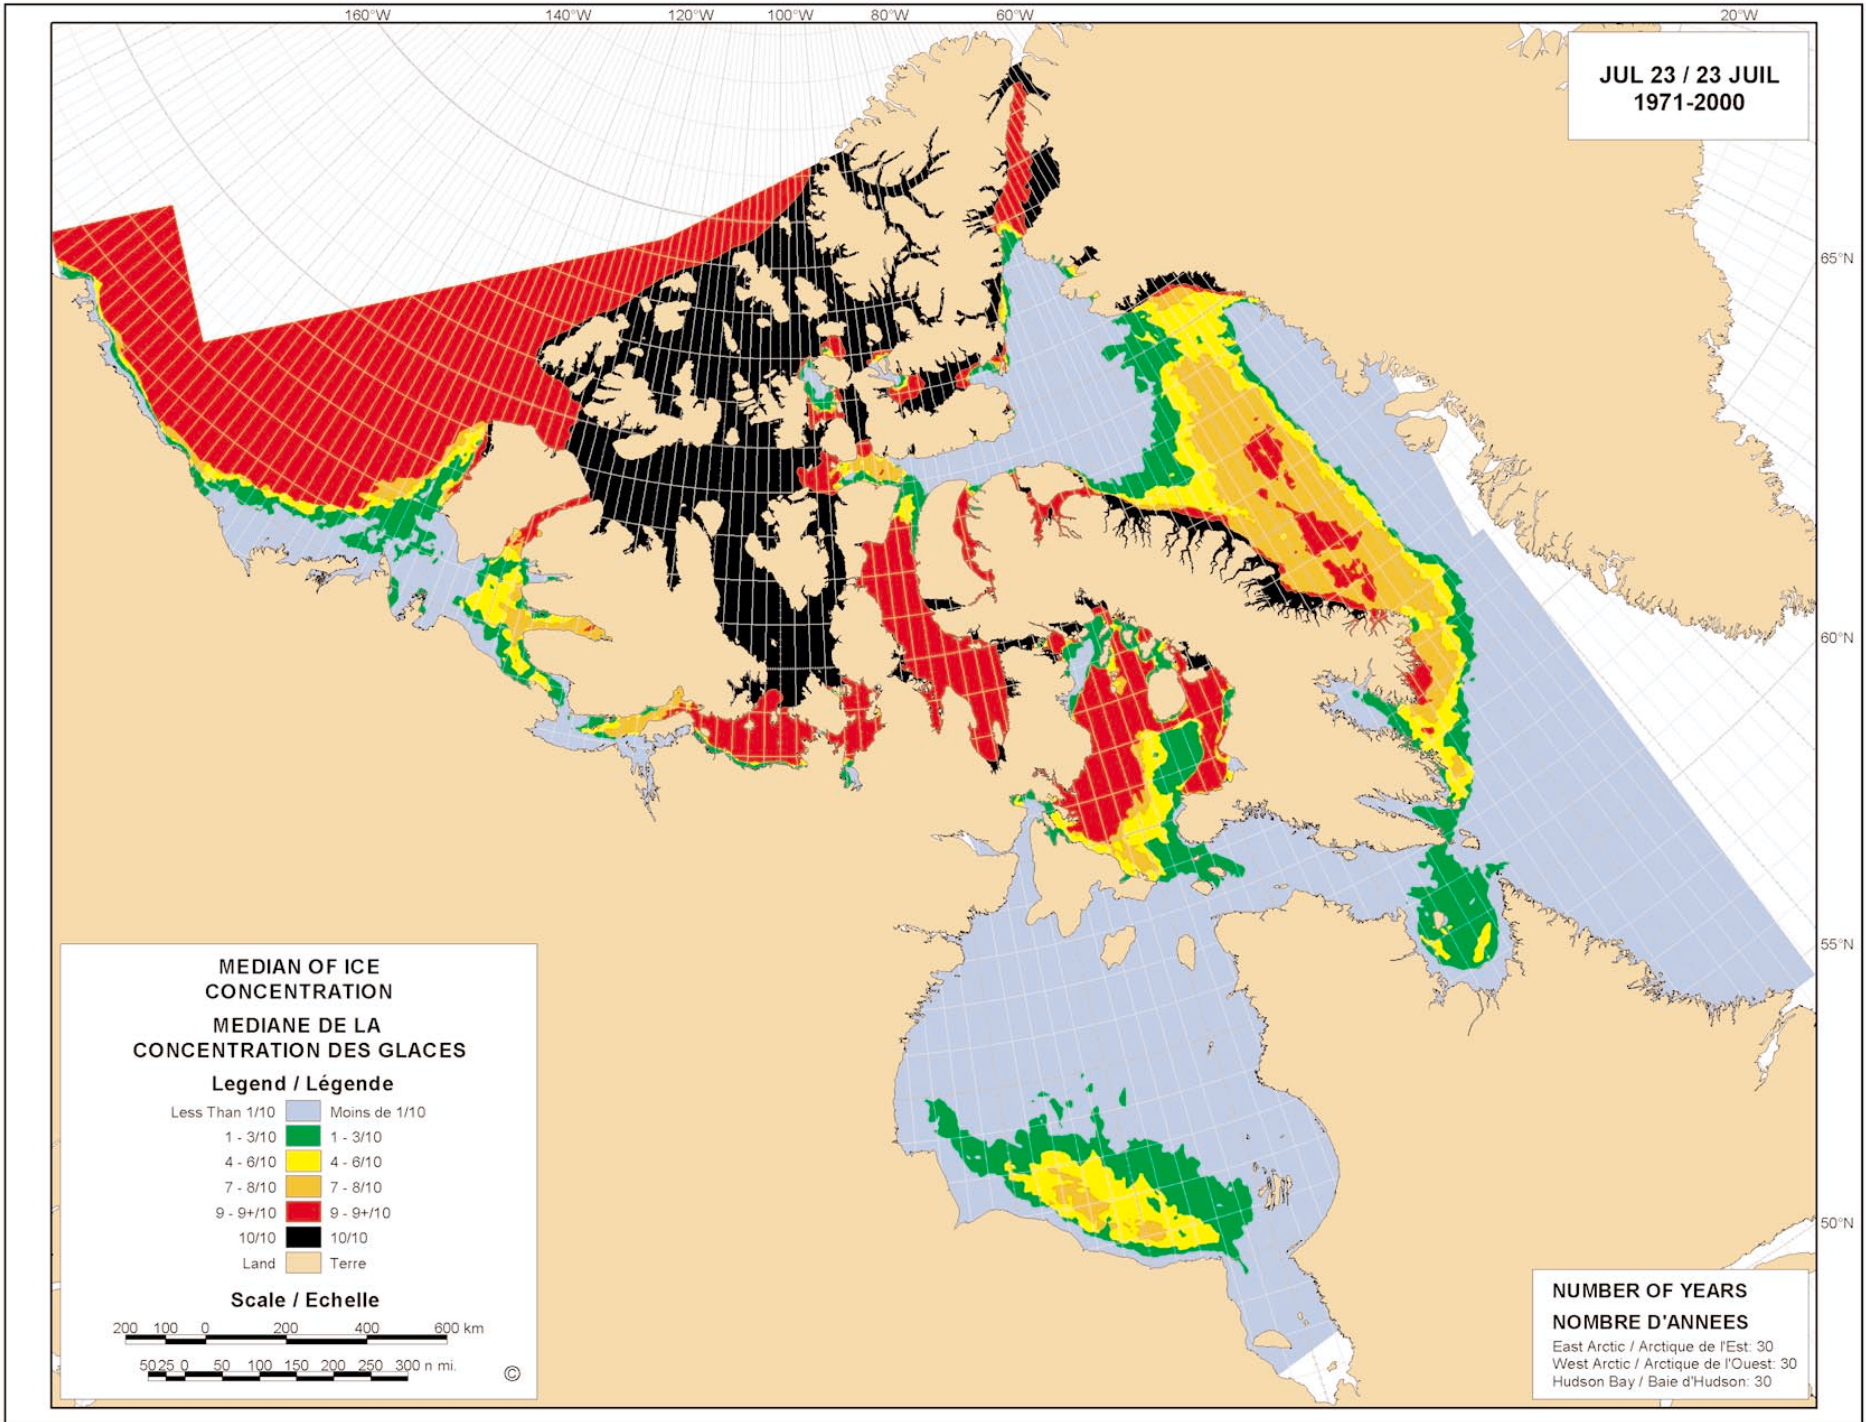 160°W 140°W 120°W 100°W 80°W 60°W 20°W
JUL 23 / 23 JUIL
1971-2000
65°N
60°N
55°N
50°N
MEDIAN OF ICE
CONCENTRATION
MEDIANE DE LA
CONCENTRATION DES GLACES
Legend / Légende
Less Than 1/10 Moins de 1/10
1 - 3/10 1 - 3/10
4 - 6/10 4 - 6/10
7 - 8/10 7 - 8/10
9 - 9+/10 9 - 9+/10
10/10 10/10
Land Terre
Scale / Echelle
200 100 0 200 400 600 km
50 25 0 50 100 150 200 250 300 n mi.
©
NUMBER OF YEARS
NOMBRE D'ANNEES
East Arctic / Arctique de l'Est: 30
West Arctic / Arctique de l'Ouest: 30
Hudson Bay / Baie d'Hudson: 30